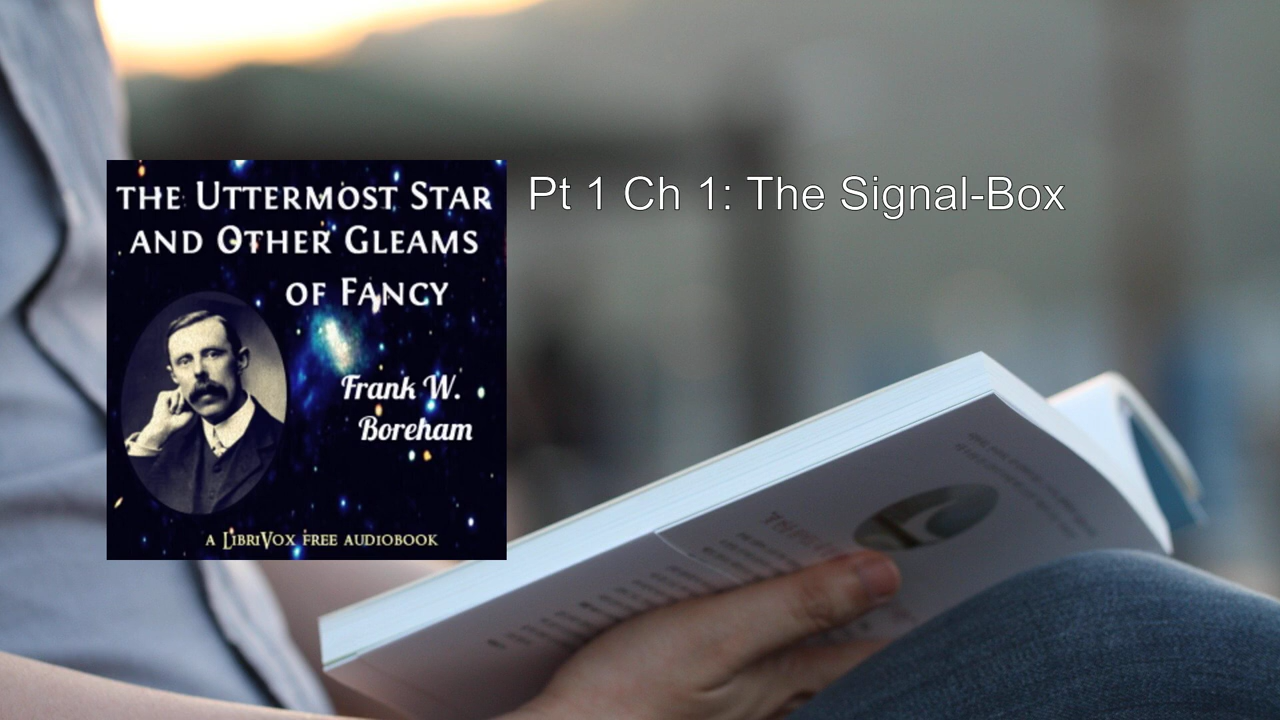 THE UTTERMOST STAR
AND OTHER GLEAMS
OF FANCY
Frank W.
Boreham
A LIBRIVOX FREE AUDIOBOOK
Pt 1 Ch 1: The Signal-Box